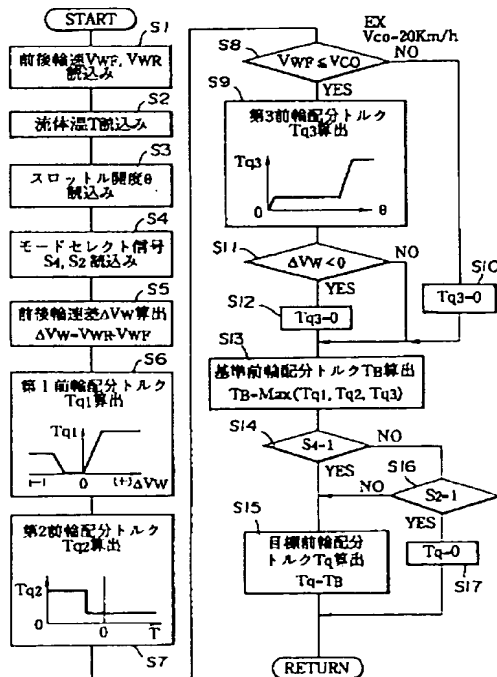 START
S1
前後輪速VWF, VWR
読込み
S2
流体温T読込み
S3
スロットル開度θ
読込み
S4
モードセレクト信号
S4, S2 読込み
S5
前後輪速差ΔVW算出
ΔVW=VWR-VWF
S6
第1前輪配分トルク
Tq1算出
Tq1
(-) 0 (+)ΔVW
第2前輪配分トルク
Tq2算出
Tq2
0 0 T
S7
EX
Vco=20Km/h
S8
VWF≤VCO
NO
YES
S9
第3前輪配分トルク
Tq3算出
Tq3
0 θ
S10
Tq3=0
S11
ΔVW<0
NO
YES
S12
Tq3=0
S13
基準前輪配分トルクTB算出
TB=Max(Tq1, Tq2, Tq3)
S14
S4=1
NO
YES
S16
S2=1
NO
YES
S15
目標前輪配分
トルクTq算出
Tq=TB
Tq=0
S17
RETURN